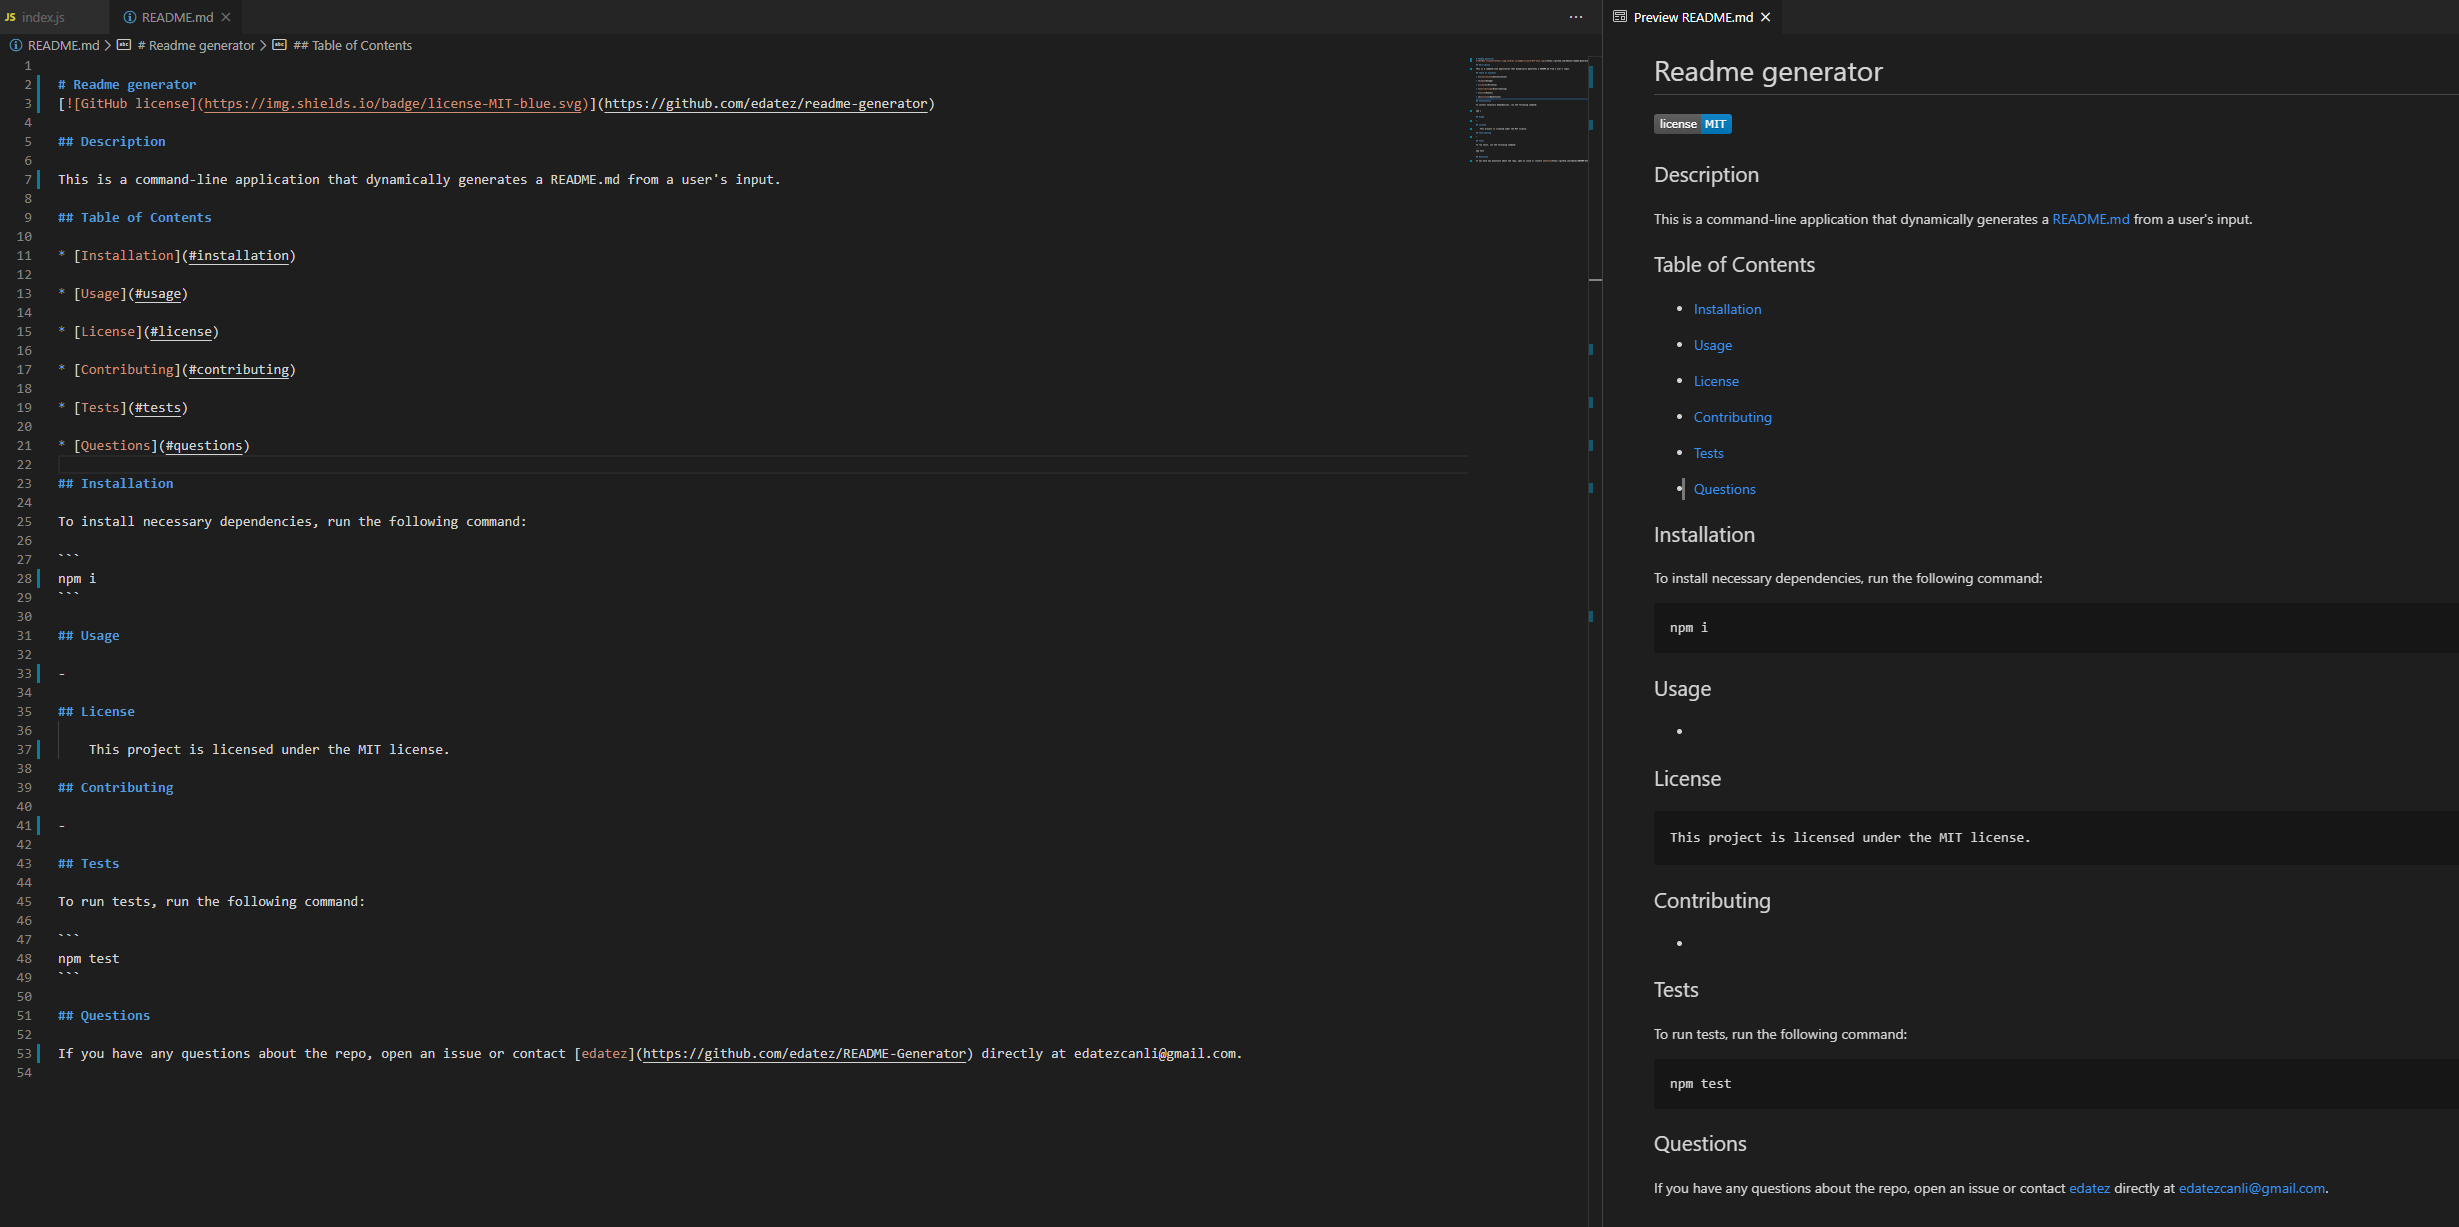 JS index.js
README.md
README.md > # Readme generator > ## Table of Contents
1
2 # Readme generator
3 [![GitHub license](https://img.shields.io/badge/license-MIT-blue.svg)](https://github.com/edatez/readme-generator)
4
5 ## Description
6
7 This is a command-line application that dynamically generates a README.md from a user's input.
8
9 ## Table of Contents
10
11 * [Installation](#installation)
12
13 * [Usage](#usage)
14
15 * [License](#license)
16
17 * [Contributing](#contributing)
18
19 * [Tests](#tests)
20
21 * [Questions](#questions)
22
23 ## Installation
24
25 To install necessary dependencies, run the following command:
26
27 ```
28 npm i
29 ```
30
31 ## Usage
32
33 -
34
35 ## License
36
37     This project is licensed under the MIT license.
38
39 ## Contributing
40
41 -
42
43 ## Tests
44
45 To run tests, run the following command:
46
47 ```
48 npm test
49 ```
50
51 ## Questions
52
53 If you have any questions about the repo, open an issue or contact [edatez](https://github.com/edatez/README-Generator) directly at edatezcanli@gmail.com.
54
Preview README.md
Readme generator
license MIT
Description
This is a command-line application that dynamically generates a README.md from a user's input.
Table of Contents
• Installation
• Usage
• License
• Contributing
• Tests
• Questions
Installation
To install necessary dependencies, run the following command:
npm i
Usage
•
License
This project is licensed under the MIT license.
Contributing
•
Tests
To run tests, run the following command:
npm test
Questions
If you have any questions about the repo, open an issue or contact edatez directly at edatezcanli@gmail.com.